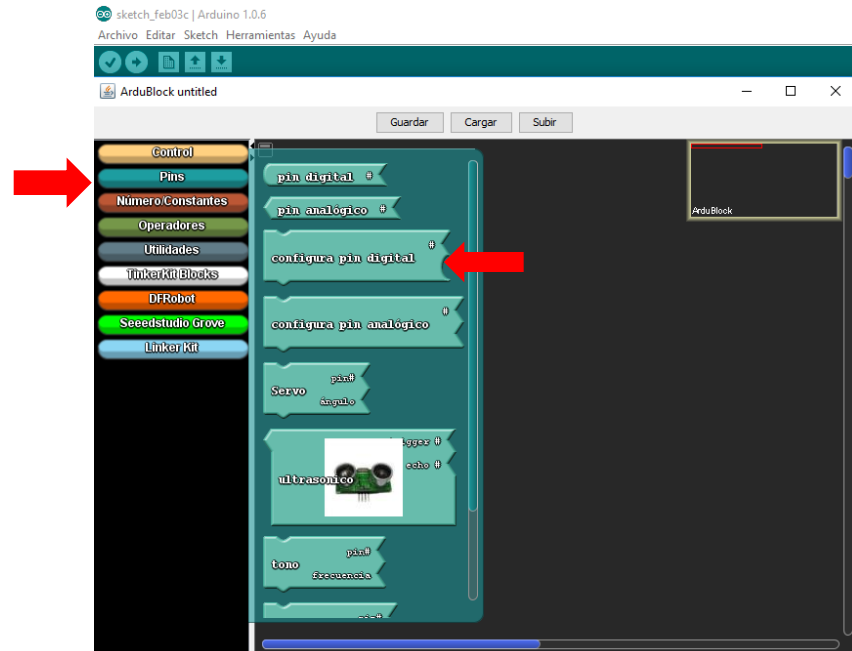 sketch_feb03c | Arduino 1.0.6
Archivo Editar Sketch Herramientas Ayuda
ArduBlock untitled
Guardar Cargar Subir
Control
Pins
Número/Constantes
Operadores
Utilidades
TinkerKit Blocks
DFRobot
Seeedstudio Grove
Linker Kit
pin digital #
pin analógico #
#
configura pin digital
#
configura pin analógico
pin#
Servo
ángulo
gger #
echo #
ultrasonico
pin#
tono
frecuencia
pin#
ArduBlock